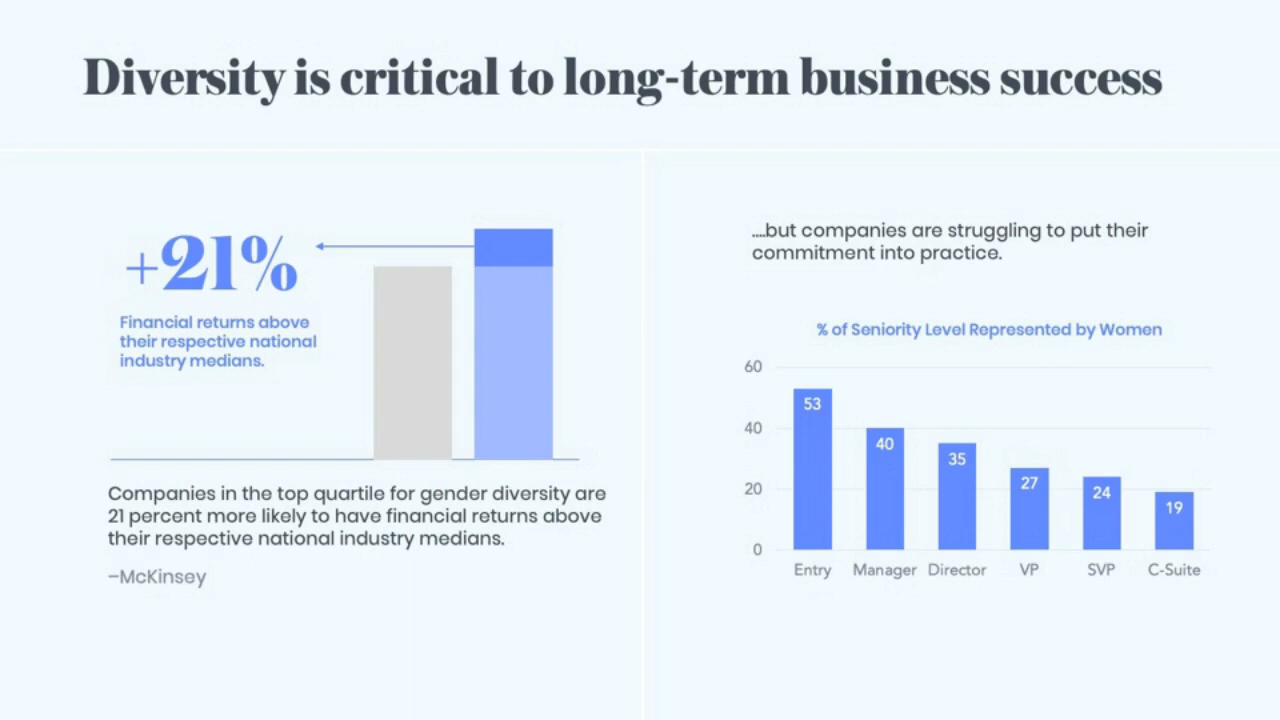 Diversity is critical to long-term business success
+21%
Financial returns above
their respective national
industry medians.
Companies in the top quartile for gender diversity are
21 percent more likely to have financial returns above
their respective national industry medians.
–McKinsey
....but companies are struggling to put their
commitment into practice.
% of Seniority Level Represented by Women
60
40
20
0
53
40
35
27
24
19
Entry Manager Director VP SVP C-Suite